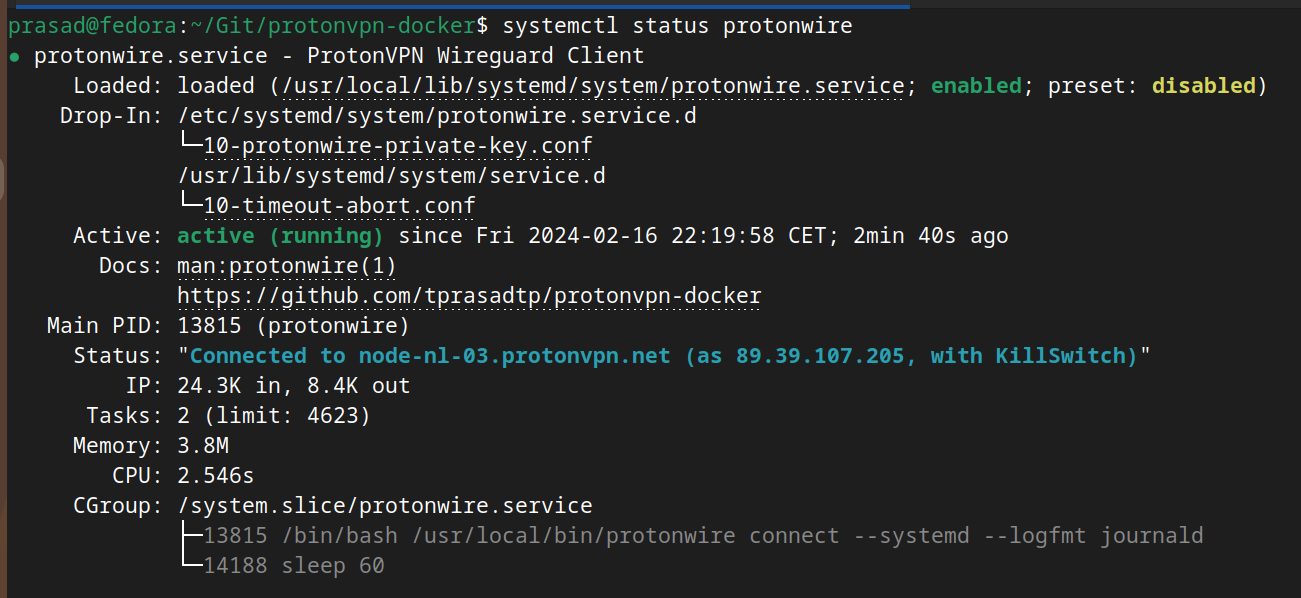 prasad@fedora:~/Git/protonvpn-docker$ systemctl status protonwire
● protonwire.service - ProtonVPN Wireguard Client
Loaded: loaded (/usr/local/lib/systemd/system/protonwire.service; enabled; preset: disabled)
Drop-In: /etc/systemd/system/protonwire.service.d
└─10-protonwire-private-key.conf
/usr/lib/systemd/system/service.d
└─10-timeout-abort.conf
Active: active (running) since Fri 2024-02-16 22:19:58 CET; 2min 40s ago
Docs: man:protonwire(1)
https://github.com/tprasadtp/protonvpn-docker
Main PID: 13815 (protonwire)
Status: "Connected to node-nl-03.protonvpn.net (as 89.39.107.205, with KillSwitch)"
IP: 24.3K in, 8.4K out
Tasks: 2 (limit: 4623)
Memory: 3.8M
CPU: 2.546s
CGroup: /system.slice/protonwire.service
├─13815 /bin/bash /usr/local/bin/protonwire connect --systemd --logfmt journald
└─14188 sleep 60